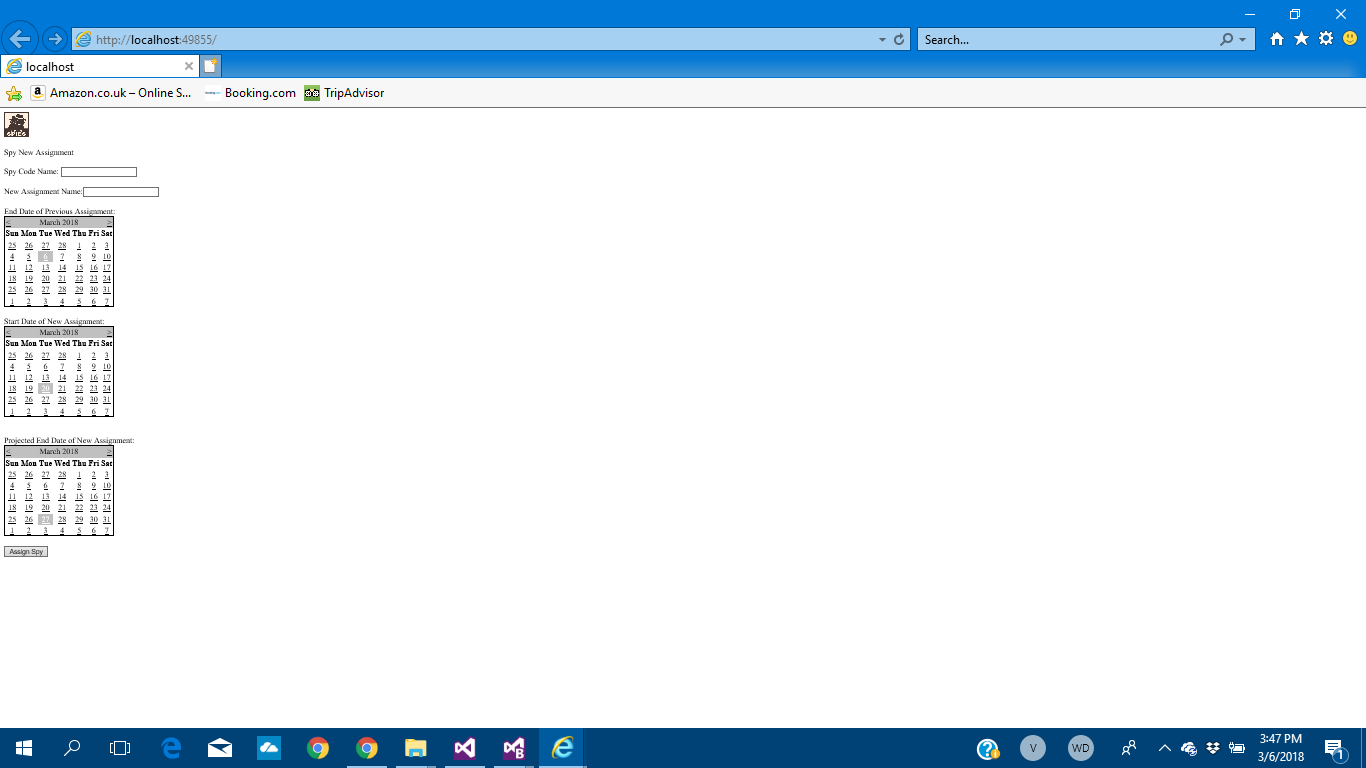 http://localhost:49855/
Search...
localhost
Amazon.co.uk – Online S... Booking.com TripAdvisor
Spy New Assignment
Spy Code Name:
New Assignment Name:
End Date of Previous Assignment:
< March 2018 >
Sun Mon Tue Wed Thu Fri Sat
25 26 27 28 1 2 3
4 5 6 7 8 9 10
11 12 13 14 15 16 17
18 19 20 21 22 23 24
25 26 27 28 29 30 31
1 2 3 4 5 6 7
Start Date of New Assignment:
< March 2018 >
Sun Mon Tue Wed Thu Fri Sat
25 26 27 28 1 2 3
4 5 6 7 8 9 10
11 12 13 14 15 16 17
18 19 20 21 22 23 24
25 26 27 28 29 30 31
1 2 3 4 5 6 7
Projected End Date of New Assignment:
< March 2018 >
Sun Mon Tue Wed Thu Fri Sat
25 26 27 28 1 2 3
4 5 6 7 8 9 10
11 12 13 14 15 16 17
18 19 20 21 22 23 24
25 26 27 28 29 30 31
1 2 3 4 5 6 7
Assign Spy
V WD
3:47 PM
3/6/2018
1